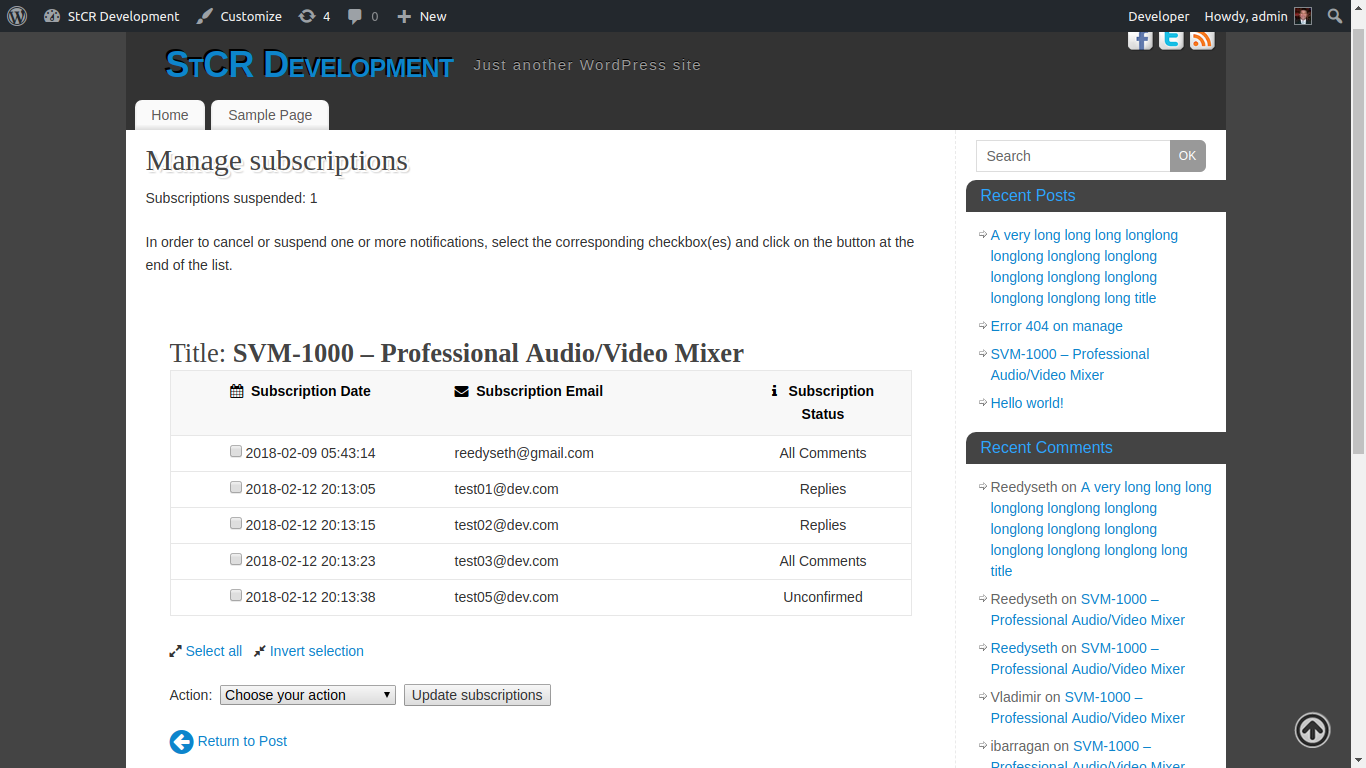 StCR Development Customize 4 0 New Developer Howdy, admin
StCR Development Just another WordPress site
Home Sample Page
Manage subscriptions
Subscriptions suspended: 1
In order to cancel or suspend one or more notifications, select the corresponding checkbox(es) and click on the button at the
end of the list.
Title: SVM-1000 – Professional Audio/Video Mixer
Subscription Date Subscription Email Subscription
Status
2018-02-09 05:43:14 reedyseth@gmail.com All Comments
2018-02-12 20:13:05 test01@dev.com Replies
2018-02-12 20:13:15 test02@dev.com Replies
2018-02-12 20:13:23 test03@dev.com All Comments
2018-02-12 20:13:38 test05@dev.com Unconfirmed
Select all Invert selection
Action: Choose your action Update subscriptions
Return to Post
Search OK
Recent Posts
A very long long long longlong
longlong longlong longlong
longlong longlong longlong
longlong longlong long title
Error 404 on manage
SVM-1000 – Professional
Audio/Video Mixer
Hello world!
Recent Comments
Reedyseth on A very long long long
longlong longlong longlong
longlong longlong longlong
longlong longlong longlong long
title
Reedyseth on SVM-1000 –
Professional Audio/Video Mixer
Reedyseth on SVM-1000 –
Professional Audio/Video Mixer
Vladimir on SVM-1000 –
Professional Audio/Video Mixer
ibarragan on SVM-1000 –
Professional Audio/Video Mixer